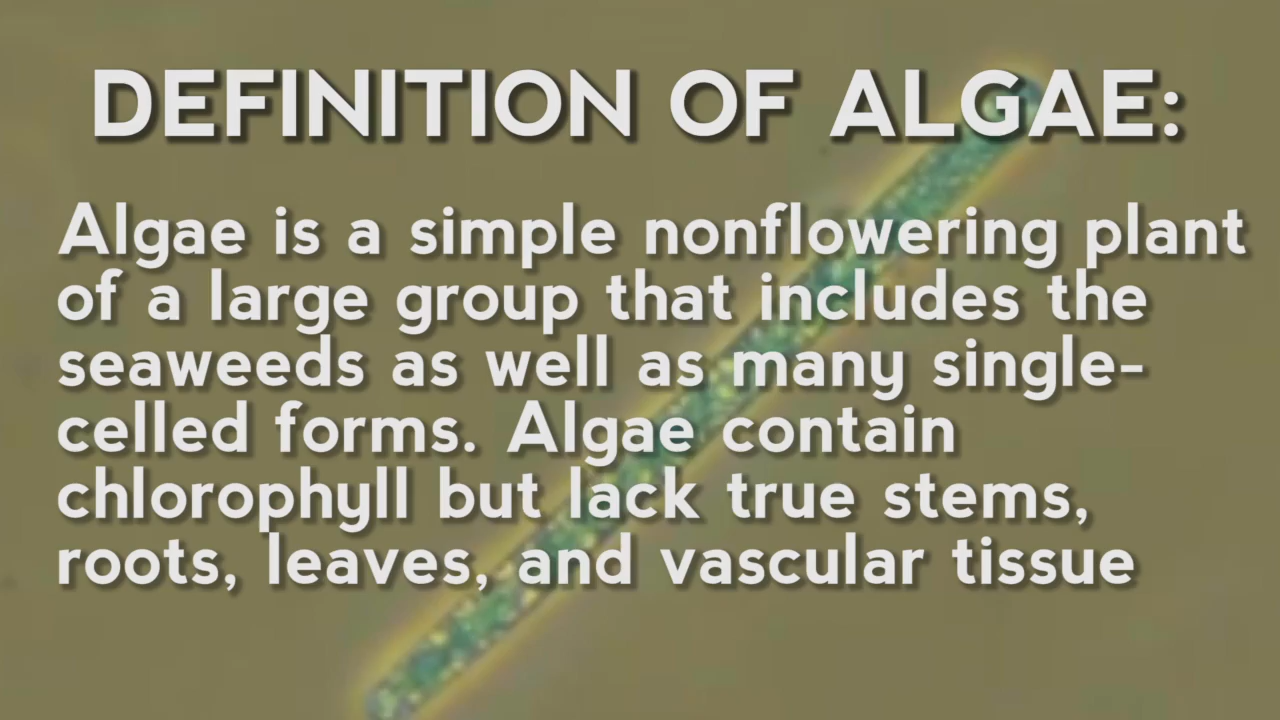 DEFINITION OF ALGAE:
Algae is a simple nonflowering plant
of a large group that includes the
seaweeds as well as many single-
celled forms. Algae contain
chlorophyll but lack true stems,
roots, leaves, and vascular tissue